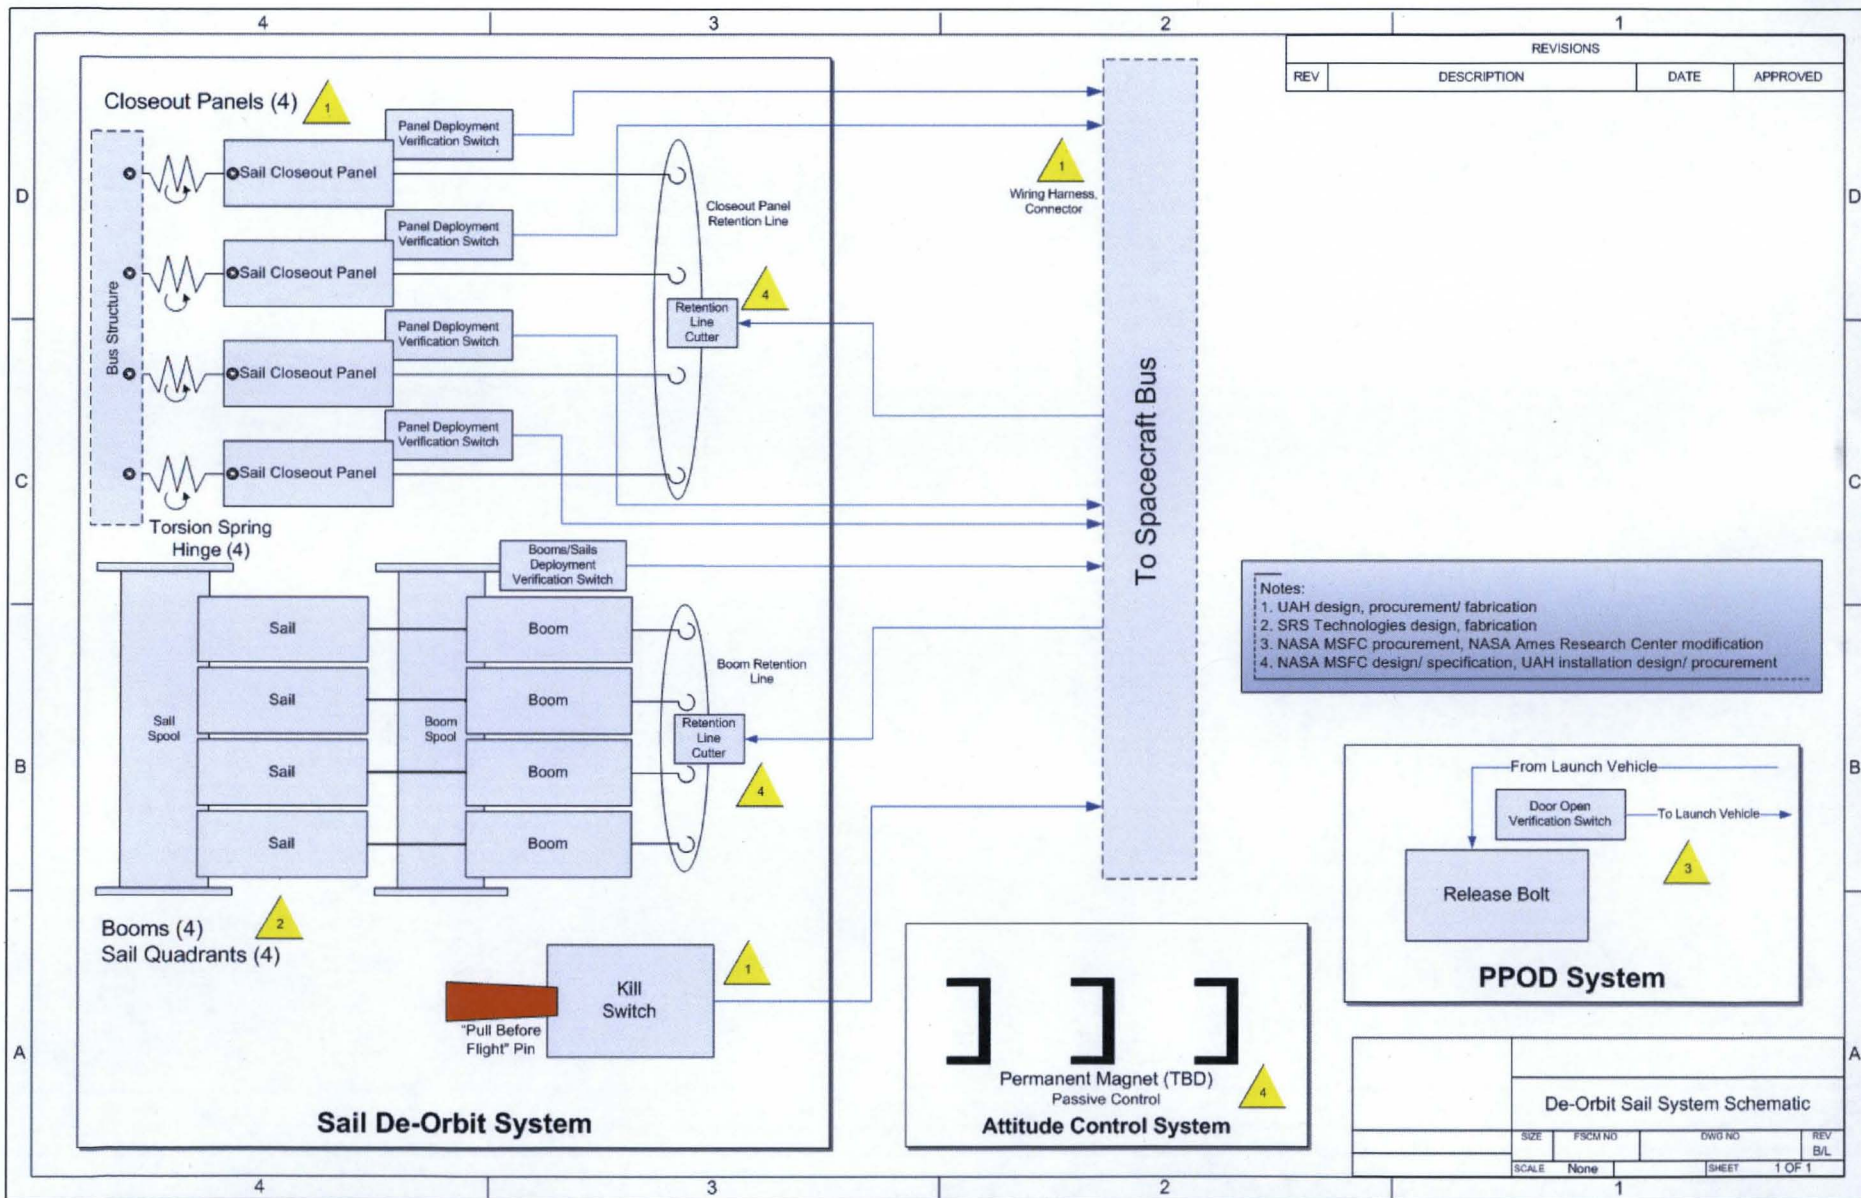 4
3
2
1
REVISIONS
REV
DESCRIPTION
DATE
APPROVED
D
D
C
C
B
B
A
A
Closeout Panels (4)
1
Panel Deployment
Verification Switch
Sail Closeout Panel
Panel Deployment
Verification Switch
Sail Closeout Panel
Panel Deployment
Verification Switch
Sail Closeout Panel
Panel Deployment
Verification Switch
Sail Closeout Panel
Bus Structure
Torsion Spring
Hinge (4)
Closeout Panel
Retention Line
4
Retention
Line
Cutter
1
Wiring Harness,
Connector
To Spacecraft Bus
Booms/Sails
Deployment
Verification Switch
Sail
Sail
Sail
Sail
Sail
Spool
Boom
Boom
Boom
Boom
Boom
Spool
Boom Retention
Line
Retention
Line
Cutter
4
Booms (4)
Sail Quadrants (4)
2
Kill
Switch
1
"Pull Before
Flight" Pin
Sail De-Orbit System
Notes:
1. UAH design, procurement/ fabrication
2. SRS Technologies design, fabrication
3. NASA MSFC procurement, NASA Ames Research Center modification
4. NASA MSFC design/ specification, UAH installation design/ procurement
From Launch Vehicle
Door Open
Verification Switch
To Launch Vehicle
3
Release Bolt
PPOD System
Permanent Magnet (TBD)
Passive Control
4
Attitude Control System
De-Orbit Sail System Schematic
SIZE
FSCM NO
DWG NO
REV
B/L
SCALE
None
SHEET
1 OF 1
4
3
2
1